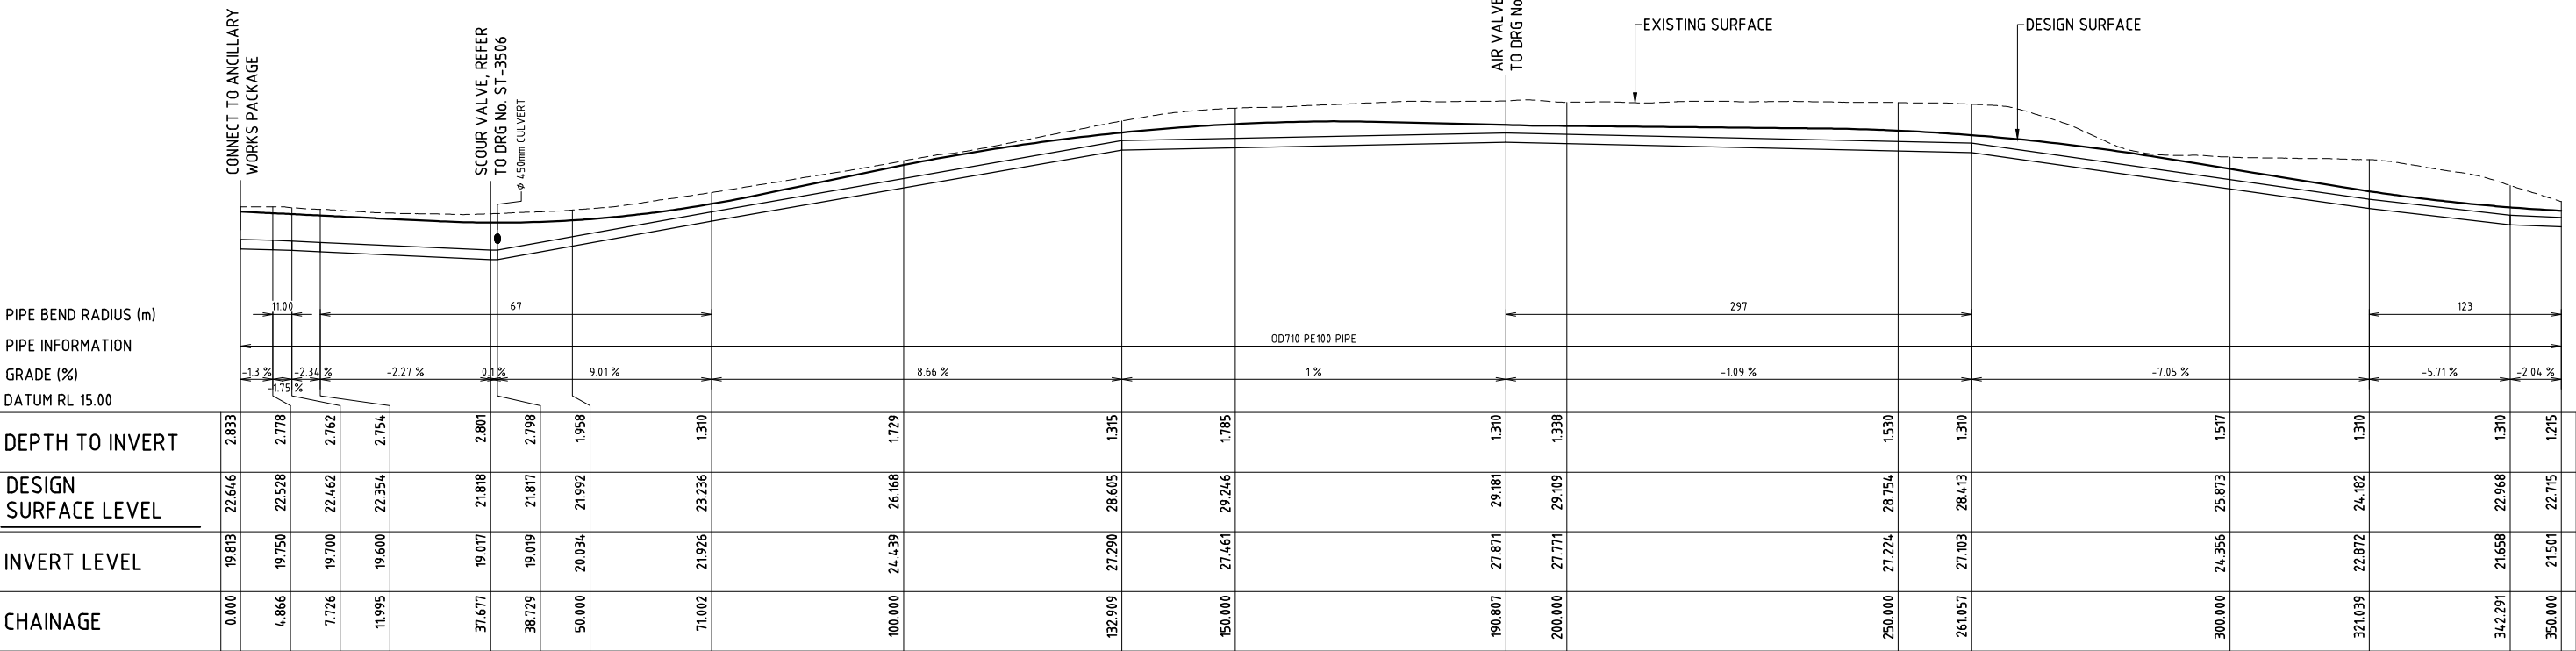 CONNECT TO ANCILLARY
WORKS PACKAGE
SCOUR VALVE, REFER
TO DRG No. ST-3506
ø 450mm CULVERT
AIR VALVE
TO DRG No
EXISTING SURFACE
DESIGN SURFACE
PIPE BEND RADIUS (m)
11.00 67 297 123
PIPE INFORMATION
OD710 PE100 PIPE
GRADE (%)
-1.3 % -1.75 % -2.34 % -2.27 % 0.1 % 9.01 % 8.66 % 1 % -1.09 % -7.05 % -5.71 % -2.04 %
DATUM RL 15.00
DEPTH TO INVERT
2.833 2.778 2.762 2.754 2.801 2.798 1.958 1.310 1.729 1.315 1.785 1.310 1.338 1.530 1.310 1.517 1.310 1.310 1.215
DESIGN
SURFACE LEVEL
22.646 22.528 22.462 22.354 21.818 21.817 21.992 23.236 26.168 28.605 29.246 29.181 29.109 28.754 28.413 25.873 24.182 22.968 22.715
INVERT LEVEL
19.813 19.750 19.700 19.600 19.017 19.019 20.034 21.926 24.439 27.290 27.461 27.871 27.771 27.224 27.103 24.356 22.872 21.658 21.501
CHAINAGE
0.000 4.866 7.726 11.995 37.677 38.729 50.000 71.002 100.000 132.909 150.000 190.807 200.000 250.000 261.057 300.000 321.039 342.291 350.000